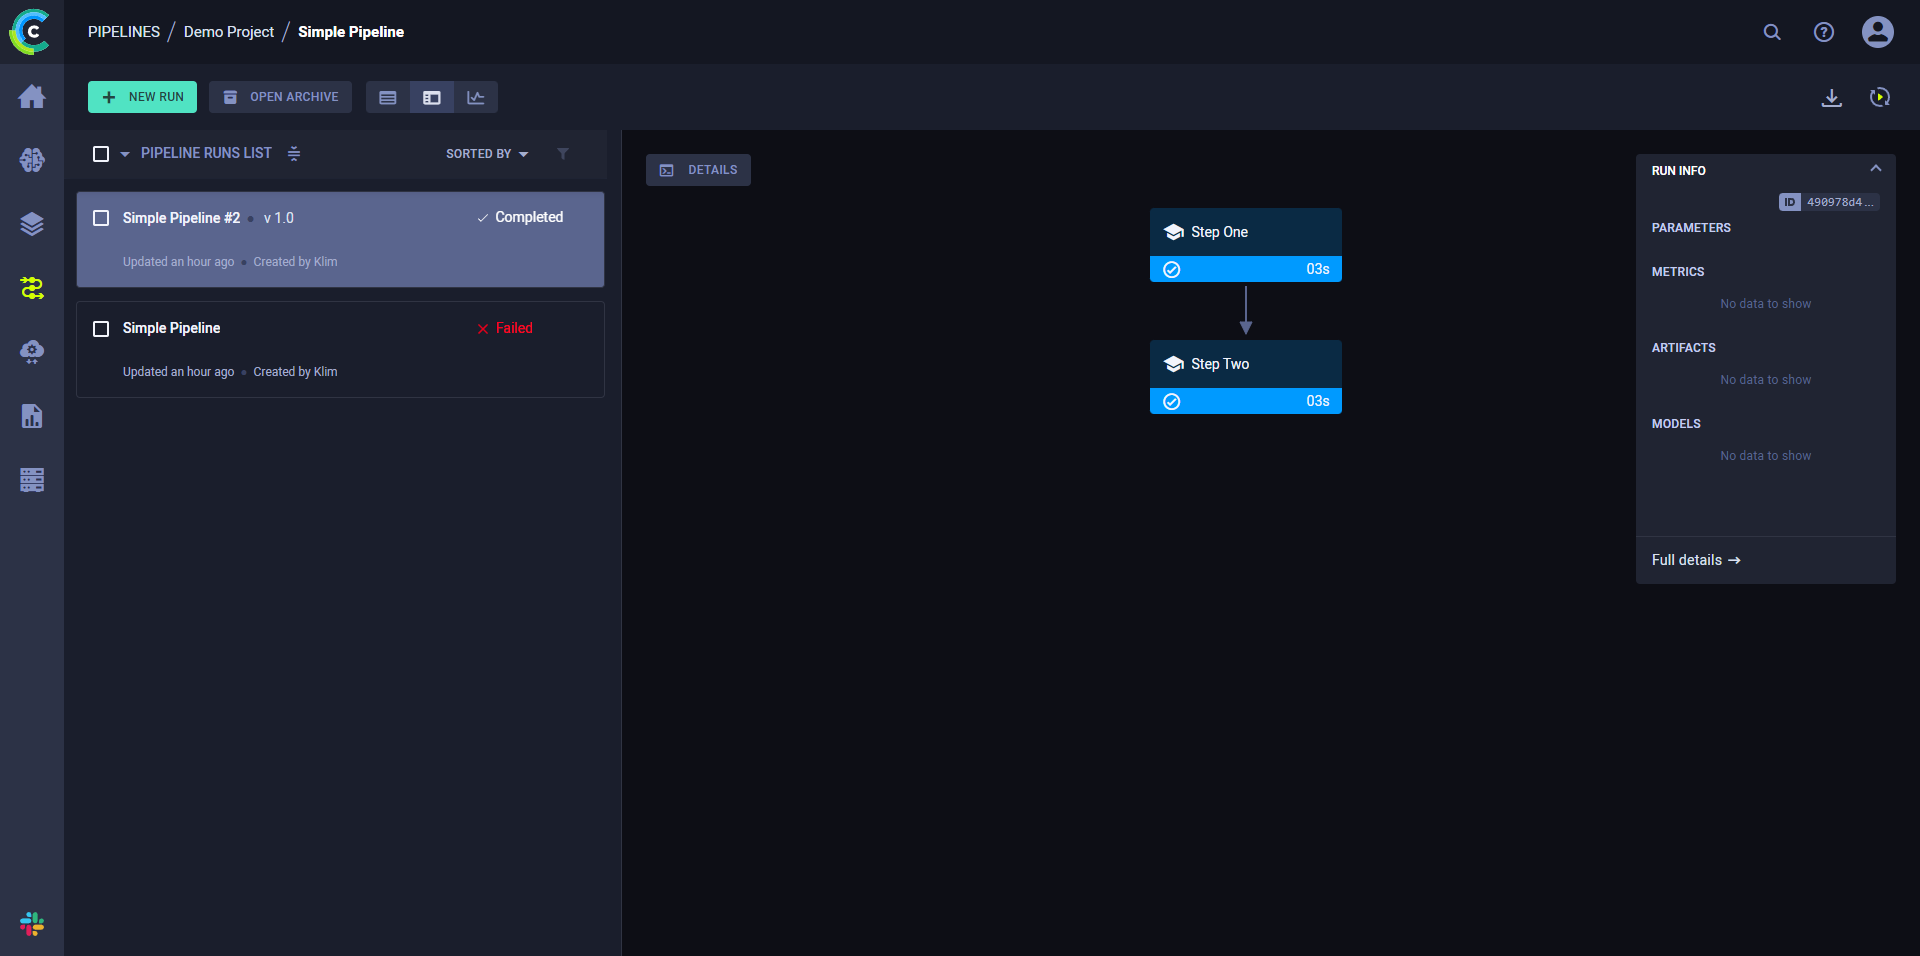 PIPELINES / Demo Project / Simple Pipeline
NEW RUN
OPEN ARCHIVE
PIPELINE RUNS LIST
SORTED BY
Simple Pipeline #2 • v 1.0
Completed
Updated an hour ago • Created by Klim
Simple Pipeline
Failed
Updated an hour ago • Created by Klim
DETAILS
Step One
03s
Step Two
03s
RUN INFO
ID 490978d4...
PARAMETERS
METRICS
No data to show
ARTIFACTS
No data to show
MODELS
No data to show
Full details →